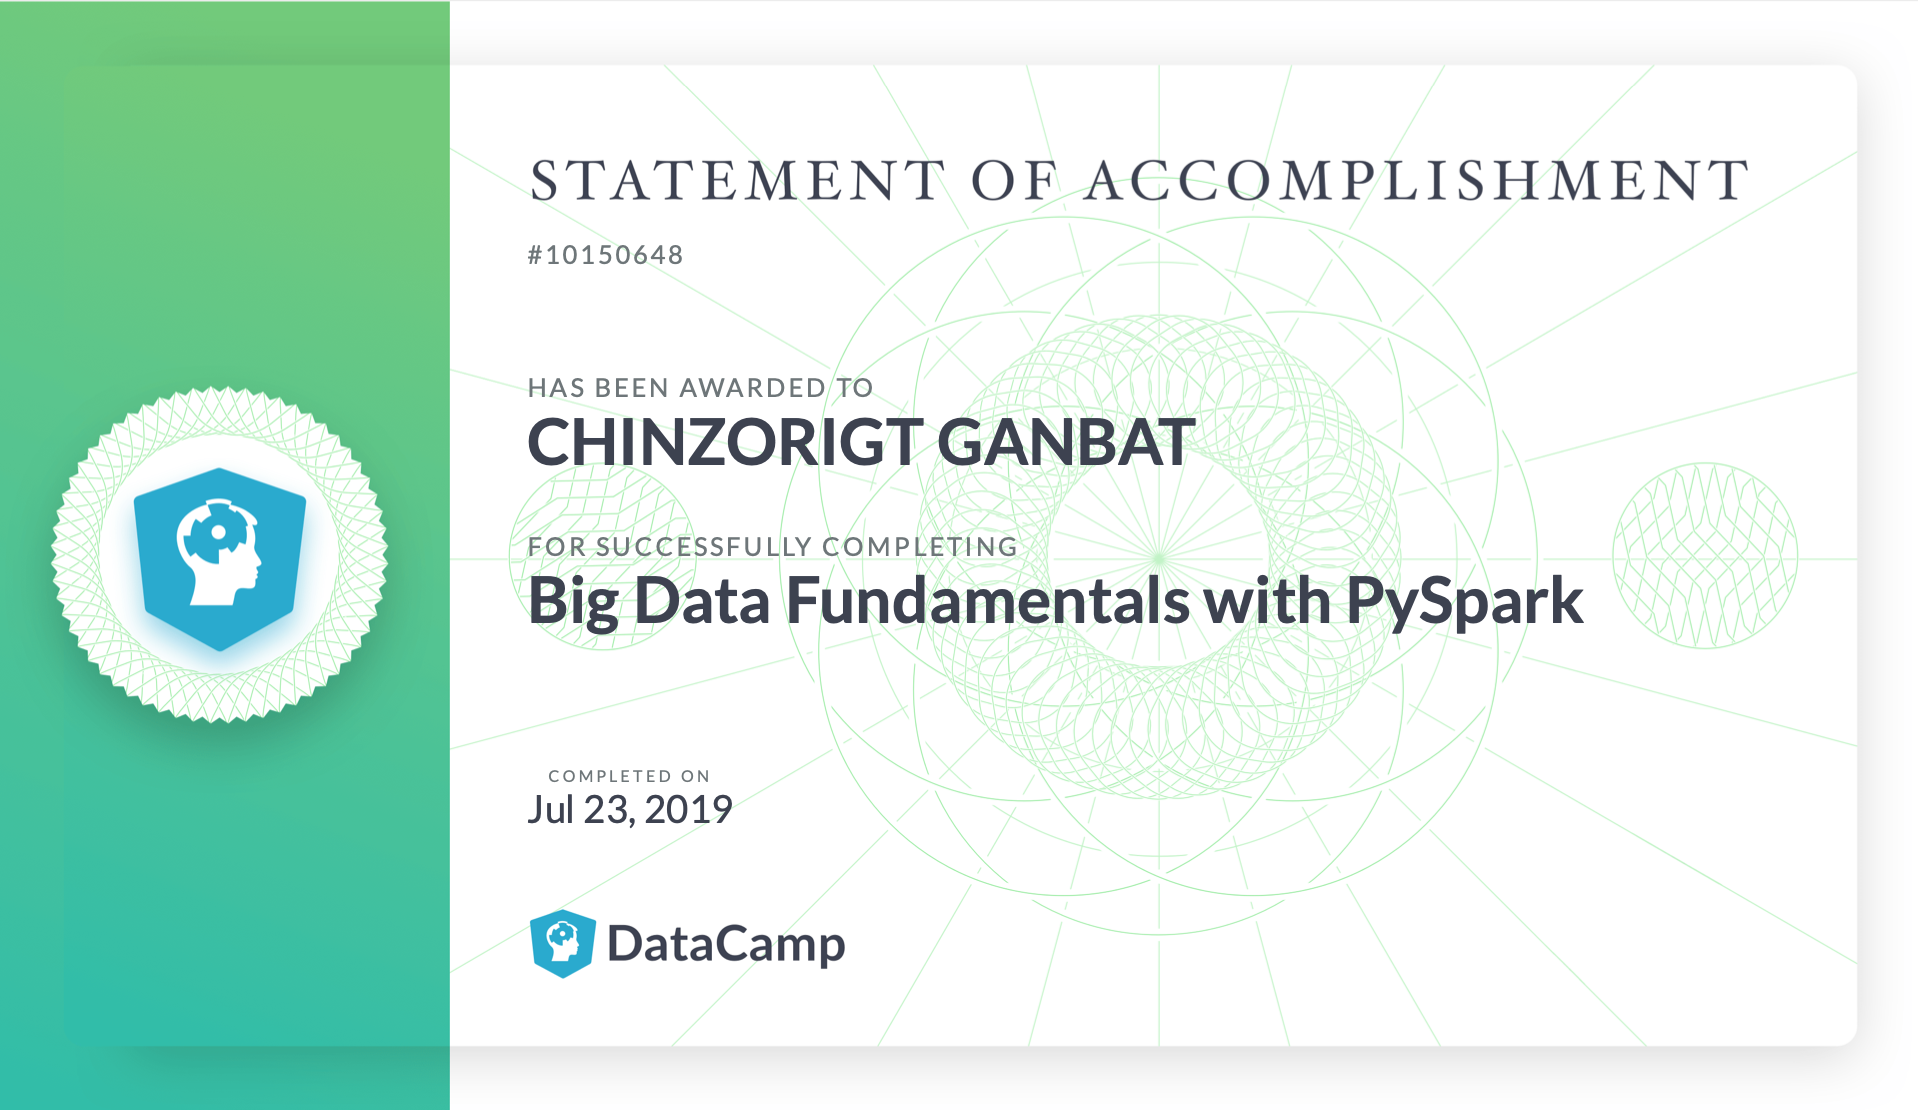 STATEMENT OF ACCOMPLISHMENT
#10150648
HAS BEEN AWARDED TO
CHINZORIGT GANBAT
FOR SUCCESSFULLY COMPLETING
Big Data Fundamentals with PySpark
COMPLETED ON
Jul 23, 2019
DataCamp